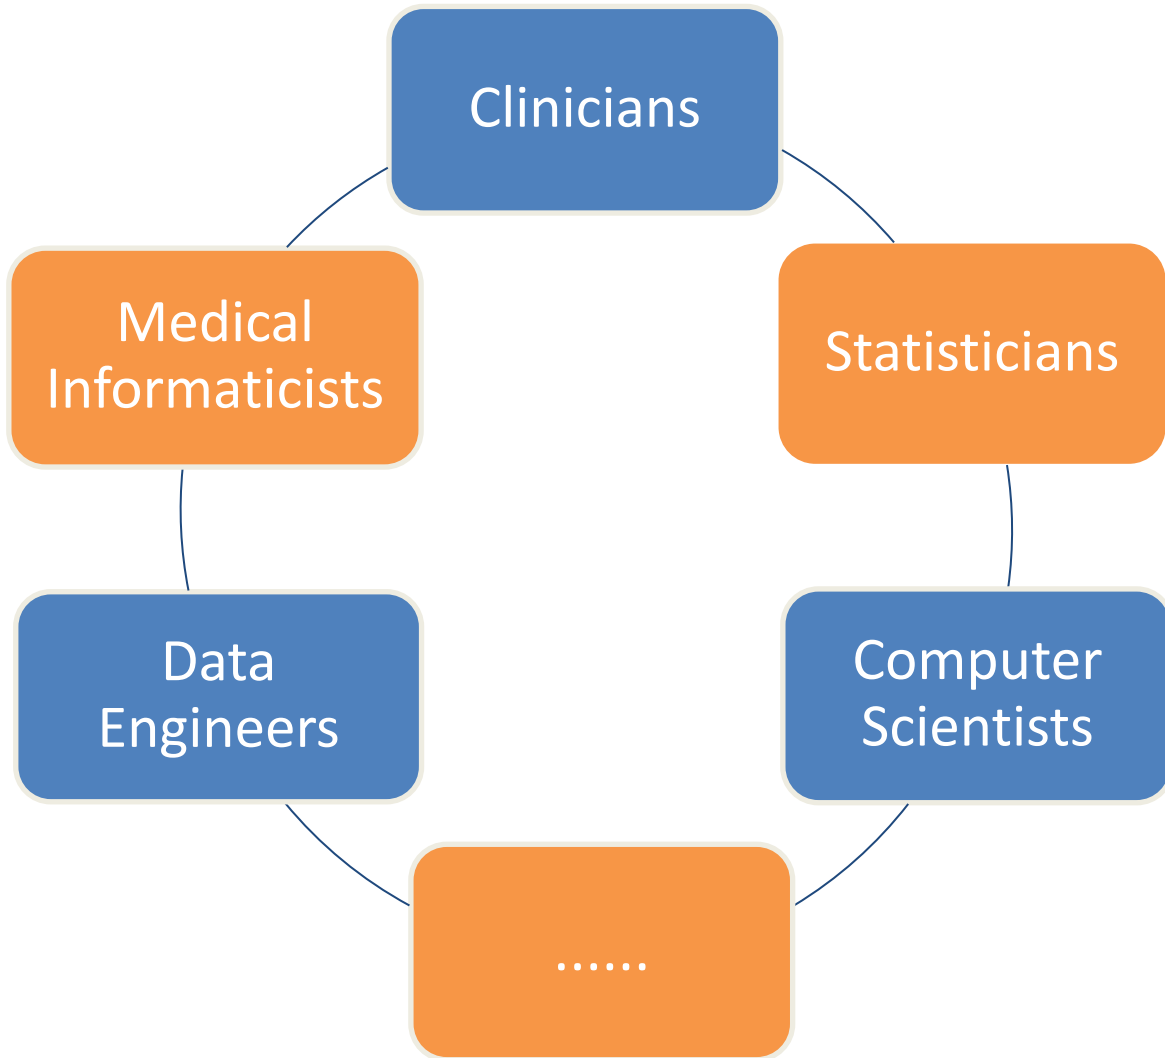 Clinicians
Medical
Informaticists
Statisticians
Data
Engineers
Computer
Scientists
......